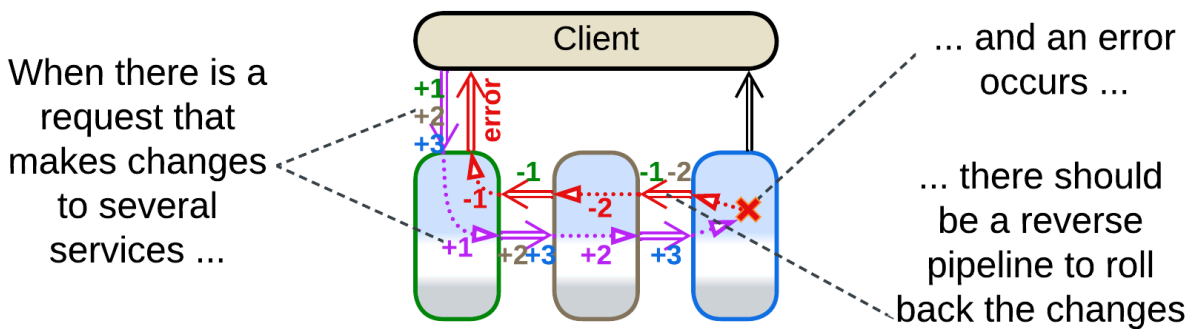 Client
When there is a
request that
makes changes
to several
services ...
... and an error
occurs ...
... there should
be a reverse
pipeline to roll
back the changes
+1
+2
+3
error
-1
-1 -2
-1
-2
+1
+2+3
+2
+3